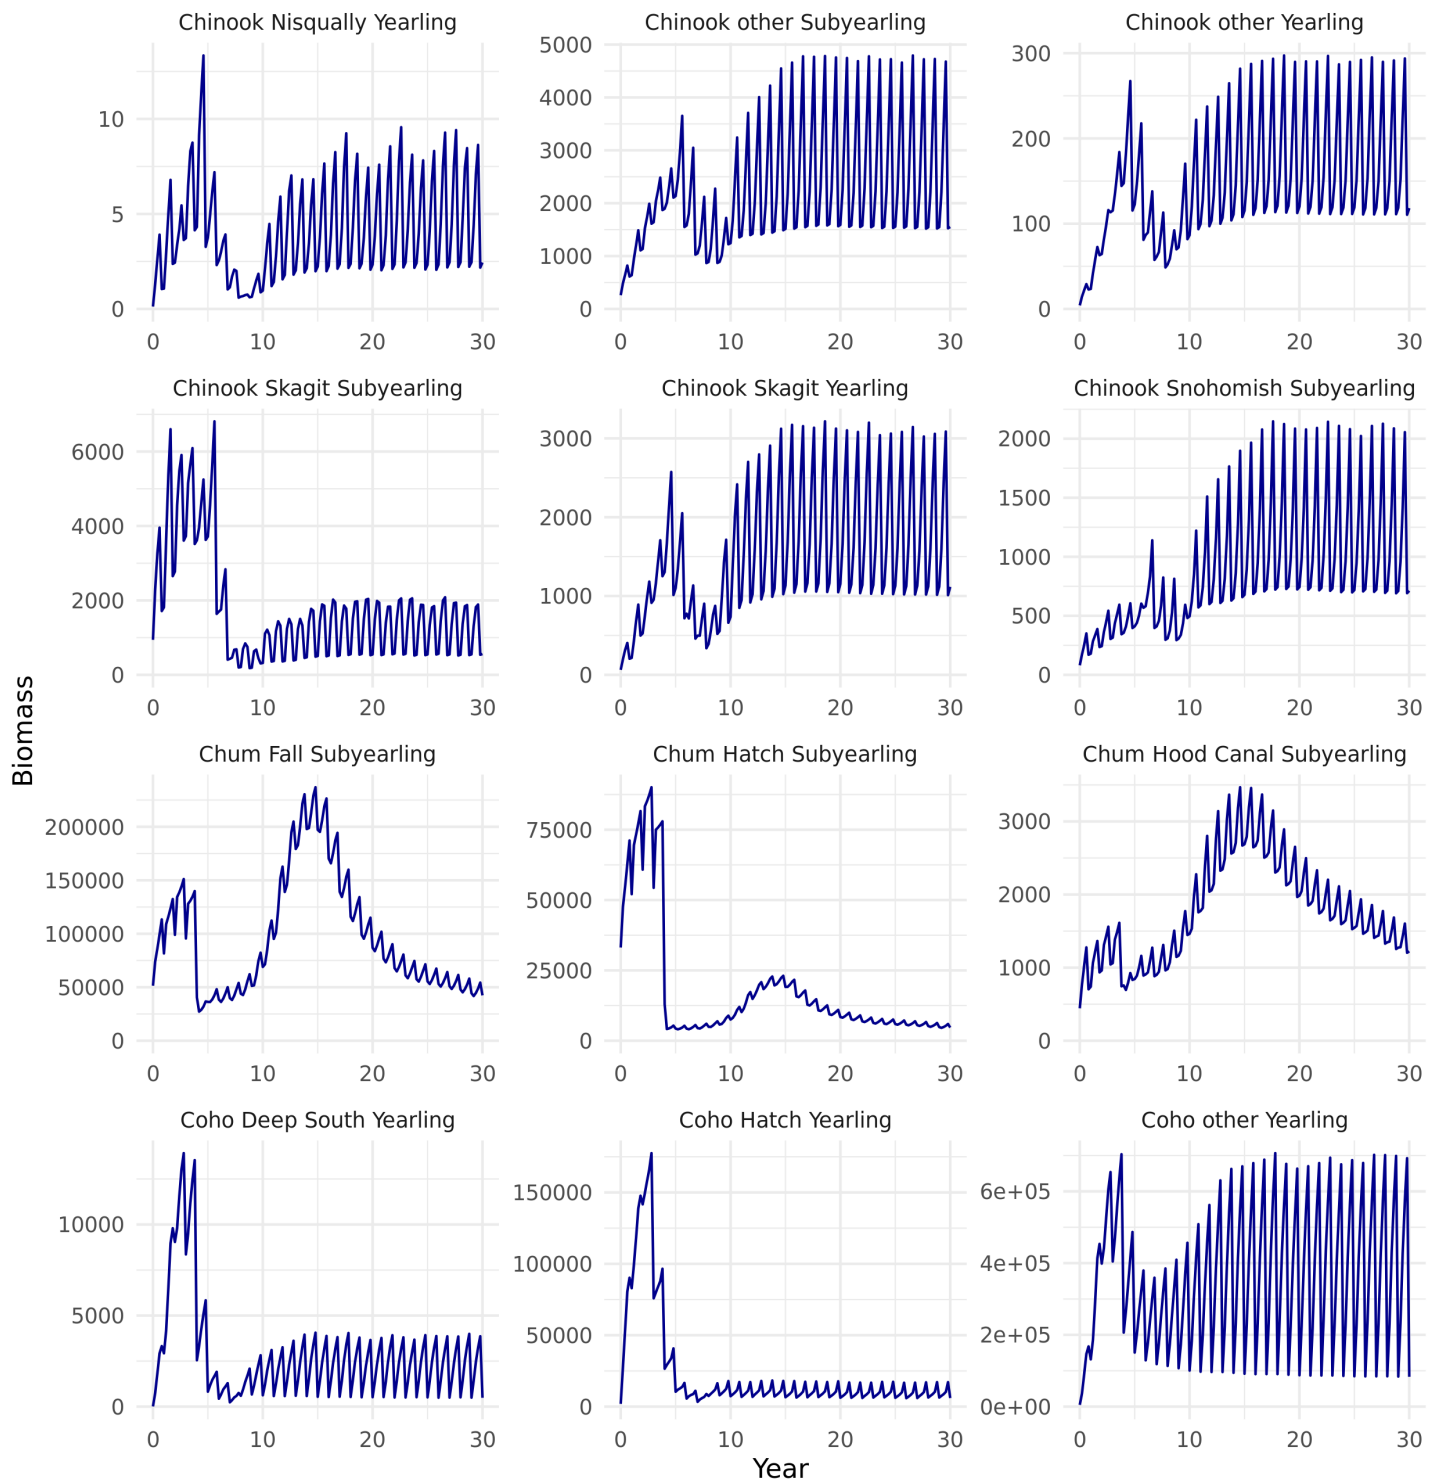 Chinook Nisqually Yearling
Chinook other Subyearling
Chinook other Yearling
10
5
0
0 10 20 30
5000
4000
3000
2000
1000
0
0 10 20 30
300
200
100
0
0 10 20 30
Chinook Skagit Subyearling
Chinook Skagit Yearling
Chinook Snohomish Subyearling
6000
4000
2000
0
0 10 20 30
3000
2000
1000
0
0 10 20 30
2000
1500
1000
500
0
0 10 20 30
Biomass
Chum Fall Subyearling
Chum Hatch Subyearling
Chum Hood Canal Subyearling
200000
150000
100000
50000
0
0 10 20 30
75000
50000
25000
0
0 10 20 30
3000
2000
1000
0
0 10 20 30
Coho Deep South Yearling
Coho Hatch Yearling
Coho other Yearling
10000
5000
0
0 10 20 30
150000
100000
50000
0
0 10 20 30
6e+05
4e+05
2e+05
0e+00
0 10 20 30
Year